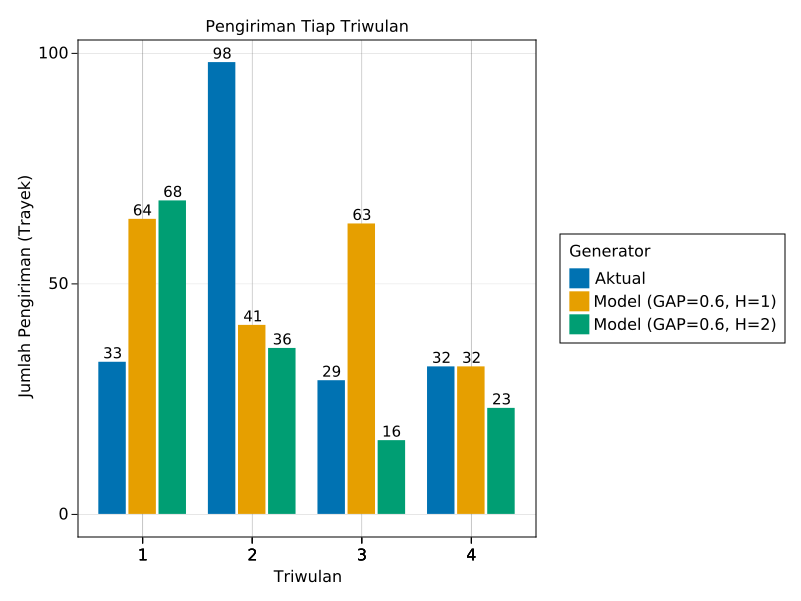 Pengiriman Tiap Triwulan
Jumlah Pengiriman (Trayek)
100
50
0
33
64
68
98
41
36
29
63
16
32
32
23
1
2
3
4
Triwulan
Generator
Aktual
Model (GAP=0.6, H=1)
Model (GAP=0.6, H=2)